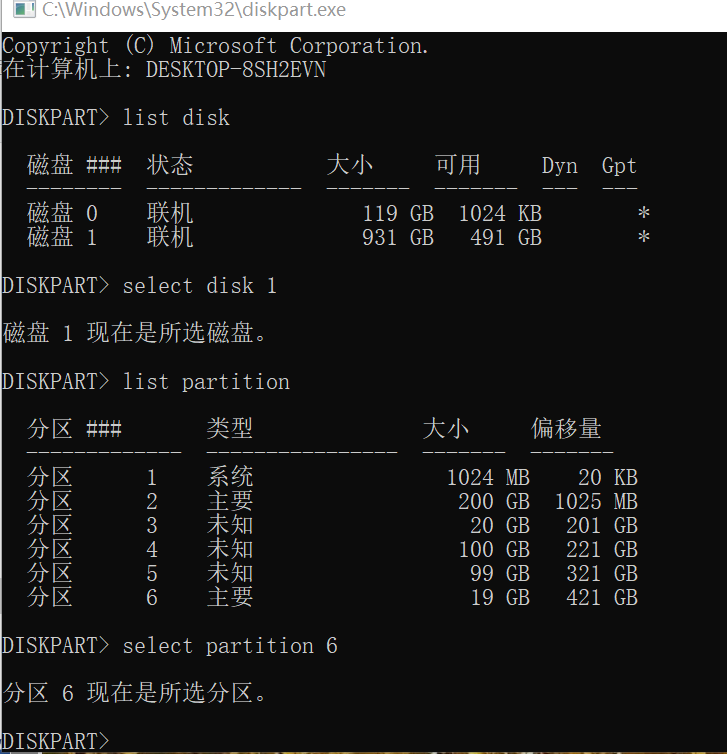 C:\Windows\System32\diskpart.exe
Copyright (C) Microsoft Corporation.
在计算机上: DESKTOP-8SH2EVN
DISKPART> list disk
磁盘 ### 状态 大小 可用 Dyn Gpt
-------- ------------- ------- ------- --- ---
磁盘 0 联机 119 GB 1024 KB *
磁盘 1 联机 931 GB 491 GB *
DISKPART> select disk 1
磁盘 1 现在是所选磁盘。
DISKPART> list partition
分区 ### 类型 大小 偏移量
------------- ---------------- ------- -------
分区 1 系统 1024 MB 20 KB
分区 2 主要 200 GB 1025 MB
分区 3 未知 20 GB 201 GB
分区 4 未知 100 GB 221 GB
分区 5 未知 99 GB 321 GB
分区 6 主要 19 GB 421 GB
DISKPART> select partition 6
分区 6 现在是所选分区。
DISKPART>